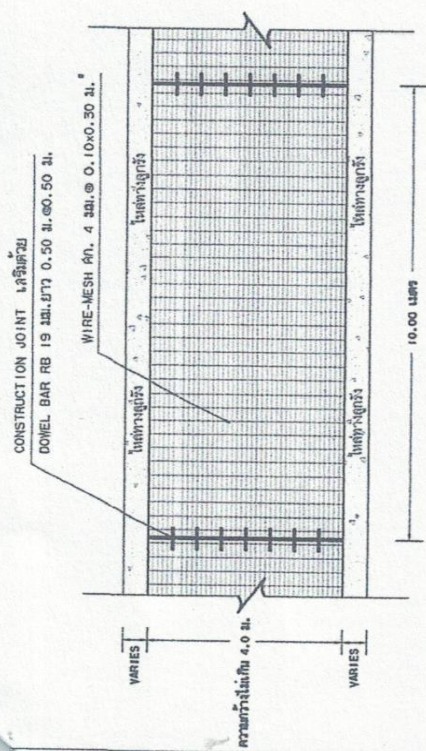 CONSTRUCTION JOINT เสริมด้วย
DOWEL BAR RB 19 มม.ยาว 0.50 ม.@0.50 ม.
WIRE-MESH ศก. 4 มม.@ 0.10x0.30 ม.
ไหล่ทางลูกรัง
ไหล่ทางลูกรัง
ไหล่ทางลูกรัง
ไหล่ทางลูกรัง
VARIES
ความกว้างไม่เกิน 4.0 ม.
VARIES
10.00 เมตร